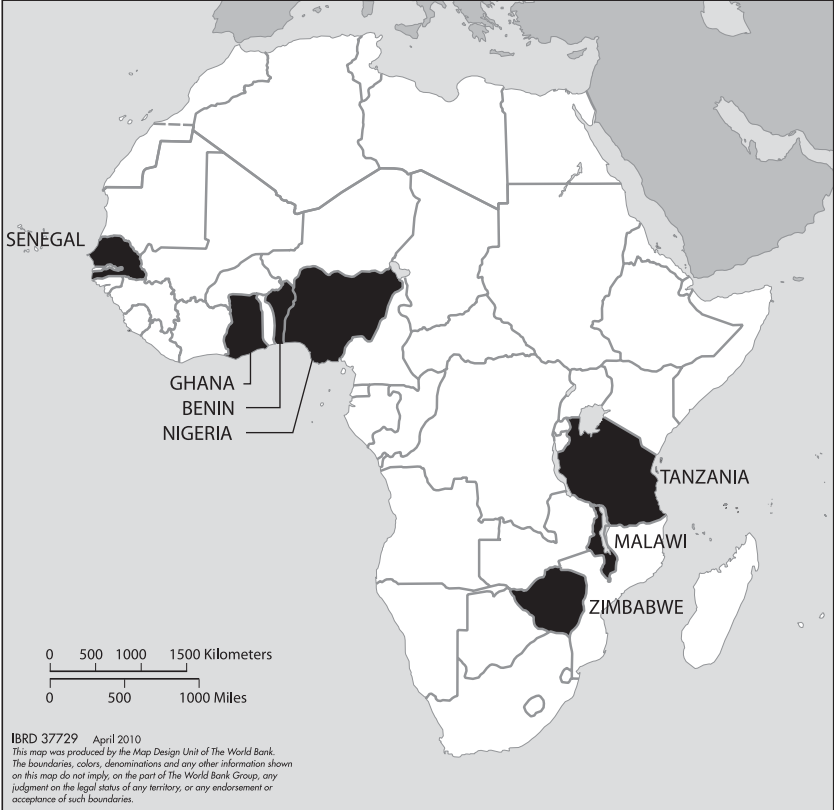 SENEGAL
GHANA
BENIN
NIGERIA
TANZANIA
MALAWI
ZIMBABWE
0 500 1000 1500 Kilometers
0 500 1000 Miles
IBRD 37729 April 2010
This map was produced by the Map Design Unit of The World Bank.
The boundaries, colors, denominations and any other information shown
on this map do not imply, on the part of The World Bank Group, any
judgment on the legal status of any territory, or any endorsement or
acceptance of such boundaries.